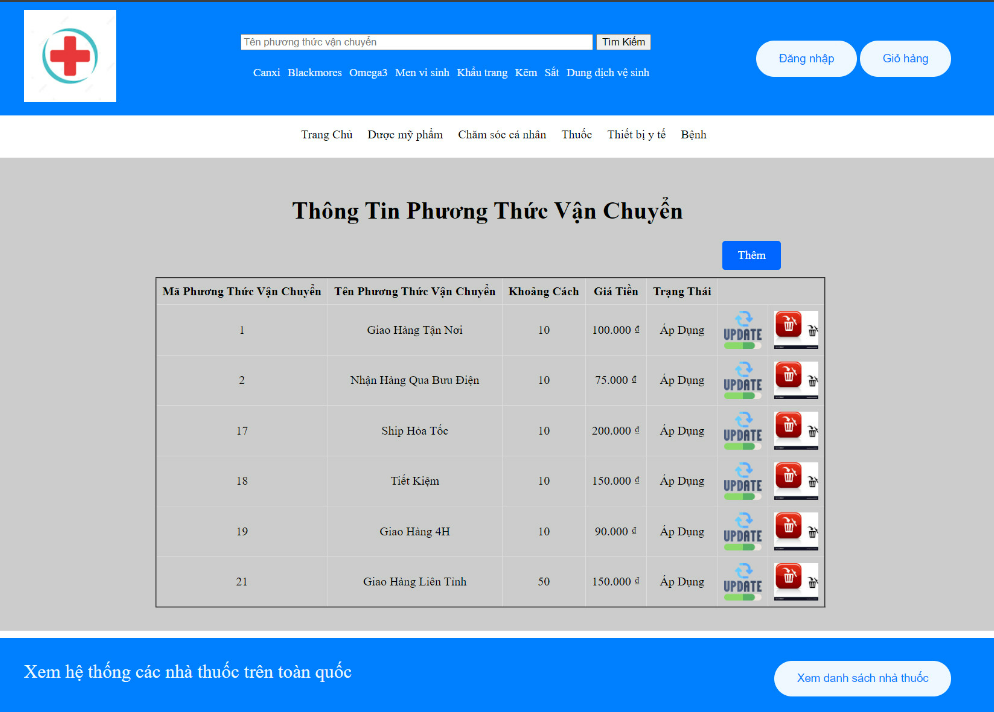 Tên phương thức vận chuyển Tìm Kiếm
Đăng nhập Giỏ hàng
Canxi Blackmores Omega3 Men vi sinh Khẩu trang Kẽm Sắt Dung dịch vệ sinh
Trang Chủ Dược mỹ phẩm Chăm sóc cá nhân Thuốc Thiết bị y tế Bệnh
Thông Tin Phương Thức Vận Chuyển
Thêm
Mã Phương Thức Vận Chuyển Tên Phương Thức Vận Chuyển Khoảng Cách Giá Tiền Trạng Thái
1 Giao Hàng Tận Nơi 10 100.000 ₫ Áp Dụng UPDATE
2 Nhận Hàng Qua Bưu Điện 10 75.000 ₫ Áp Dụng UPDATE
17 Ship Hỏa Tốc 10 200.000 ₫ Áp Dụng UPDATE
18 Tiết Kiệm 10 150.000 ₫ Áp Dụng UPDATE
19 Giao Hàng 4H 10 90.000 ₫ Áp Dụng UPDATE
21 Giao Hàng Liên Tỉnh 50 150.000 ₫ Áp Dụng UPDATE
Xem hệ thống các nhà thuốc trên toàn quốc
Xem danh sách nhà thuốc